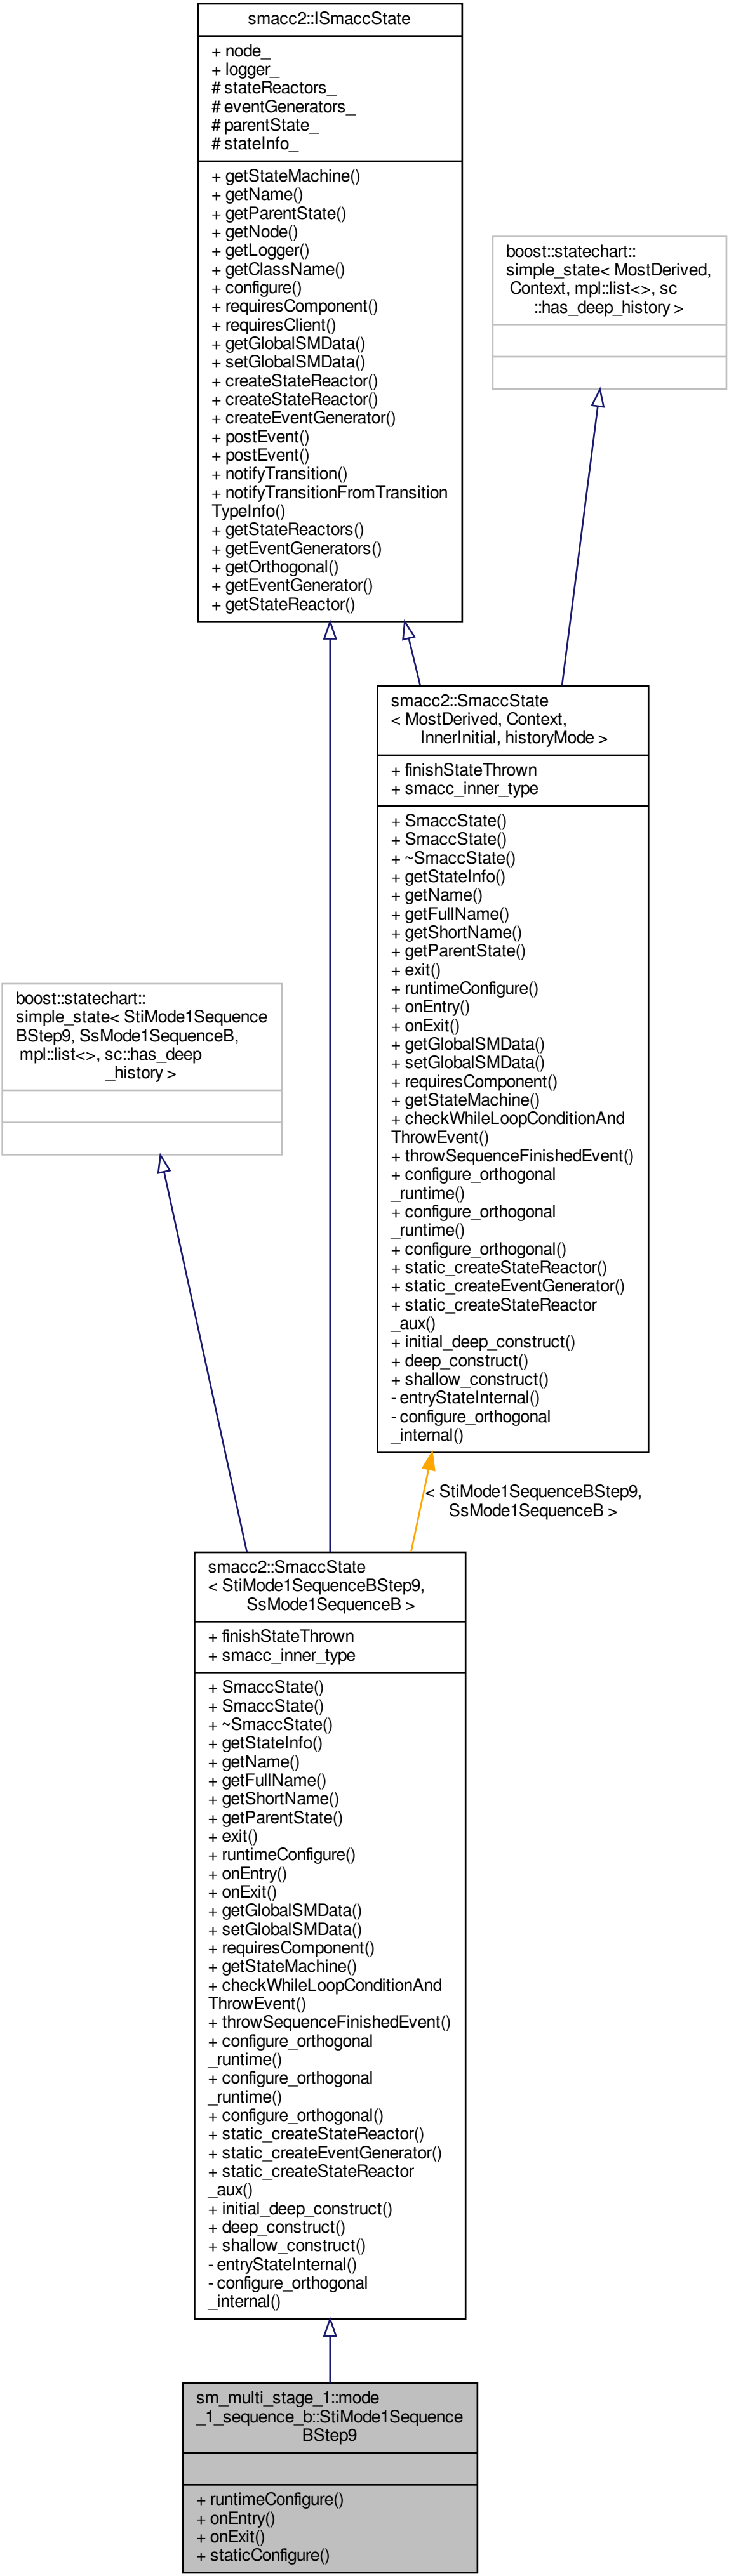 smacc2::ISmaccState
+ node_
+ logger_
# stateReactors_
# eventGenerators_
# parentState_
# stateInfo_
+ getStateMachine()
+ getName()
+ getParentState()
+ getNode()
+ getLogger()
+ getClassName()
+ configure()
+ requiresComponent()
+ requiresClient()
+ getGlobalSMData()
+ setGlobalSMData()
+ createStateReactor()
+ createStateReactor()
+ createEventGenerator()
+ postEvent()
+ postEvent()
+ notifyTransition()
+ notifyTransitionFromTransition
TypeInfo()
+ getStateReactors()
+ getEventGenerators()
+ getOrthogonal()
+ getEventGenerator()
+ getStateReactor()
boost::statechart::
simple_state< MostDerived,
Context, mpl::list<>, sc
::has_deep_history >
smacc2::SmaccState
< MostDerived, Context,
InnerInitial, historyMode >
+ finishStateThrown
+ smacc_inner_type
+ SmaccState()
+ SmaccState()
+ ~SmaccState()
+ getStateInfo()
+ getName()
+ getFullName()
+ getShortName()
+ getParentState()
+ exit()
+ runtimeConfigure()
+ onEntry()
+ onExit()
+ getGlobalSMData()
+ setGlobalSMData()
+ requiresComponent()
+ getStateMachine()
+ checkWhileLoopConditionAnd
ThrowEvent()
+ throwSequenceFinishedEvent()
+ configure_orthogonal
_runtime()
+ configure_orthogonal
_runtime()
+ configure_orthogonal()
+ static_createStateReactor()
+ static_createEventGenerator()
+ static_createStateReactor
_aux()
+ initial_deep_construct()
+ deep_construct()
+ shallow_construct()
- entryStateInternal()
- configure_orthogonal
_internal()
boost::statechart::
simple_state< StiMode1Sequence
BStep9, SsMode1SequenceB,
mpl::list<>, sc::has_deep
_history >
< StiMode1SequenceBStep9,
SsMode1SequenceB >
smacc2::SmaccState
< StiMode1SequenceBStep9,
SsMode1SequenceB >
+ finishStateThrown
+ smacc_inner_type
+ SmaccState()
+ SmaccState()
+ ~SmaccState()
+ getStateInfo()
+ getName()
+ getFullName()
+ getShortName()
+ getParentState()
+ exit()
+ runtimeConfigure()
+ onEntry()
+ onExit()
+ getGlobalSMData()
+ setGlobalSMData()
+ requiresComponent()
+ getStateMachine()
+ checkWhileLoopConditionAnd
ThrowEvent()
+ throwSequenceFinishedEvent()
+ configure_orthogonal
_runtime()
+ configure_orthogonal
_runtime()
+ configure_orthogonal()
+ static_createStateReactor()
+ static_createEventGenerator()
+ static_createStateReactor
_aux()
+ initial_deep_construct()
+ deep_construct()
+ shallow_construct()
- entryStateInternal()
- configure_orthogonal
_internal()
sm_multi_stage_1::mode
_1_sequence_b::StiMode1Sequence
BStep9
+ runtimeConfigure()
+ onEntry()
+ onExit()
+ staticConfigure()